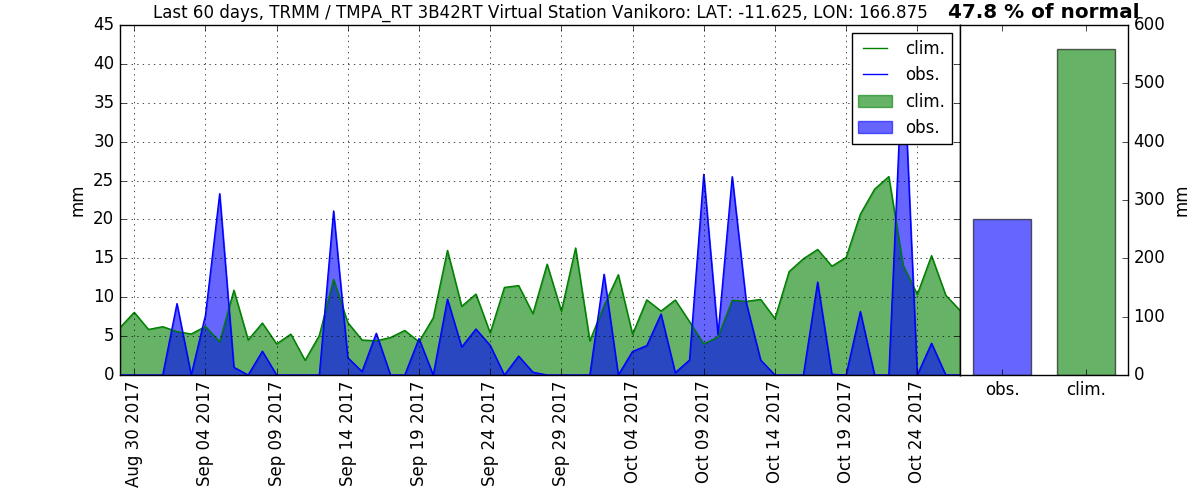 Last 60 days, TRMM / TMPA_RT 3B42RT Virtual Station Vanikoro: LAT: -11.625, LON: 166.875
47.8 % of normal
45
40
35
30
25
20
15
10
5
0
mm
clim.
obs.
clim.
obs.
Aug 30 2017
Sep 04 2017
Sep 09 2017
Sep 14 2017
Sep 19 2017
Sep 24 2017
Sep 29 2017
Oct 04 2017
Oct 09 2017
Oct 14 2017
Oct 19 2017
Oct 24 2017
600
500
400
300
200
100
0
mm
obs.
clim.